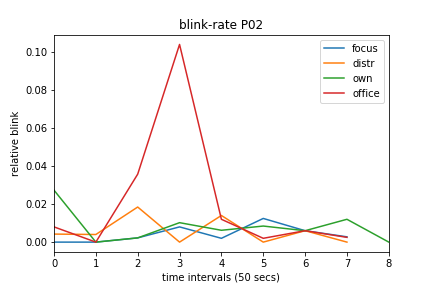 blink-rate P02
focus
distr
own
office
relative blink
0.10
0.08
0.06
0.04
0.02
0.00
0 1 2 3 4 5 6 7 8
time intervals (50 secs)